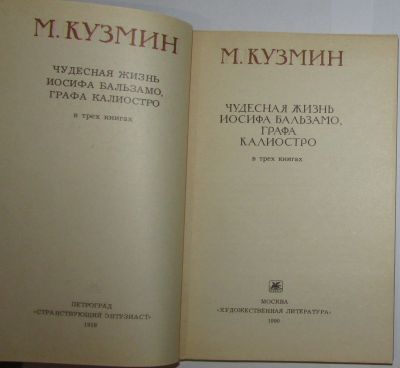 М. КУЗМИН
ЧУДЕСНАЯ ЖИЗНЬ
ИОСИФА БАЛЬЗАМО,
ГРАФА КАЛИОСТРО
в трех книгах
ПЕТРОГРАД
«СТРАНСТВУЮЩИЙ ЭНТУЗИАСТ»
1919
М. КУЗМИН
ЧУДЕСНАЯ ЖИЗНЬ
ИОСИФА БАЛЬЗАМО,
ГРАФА
КАЛИОСТРО
в трех книгах
МОСКВА
«ХУДОЖЕСТВЕННАЯ ЛИТЕРАТУРА»
1990